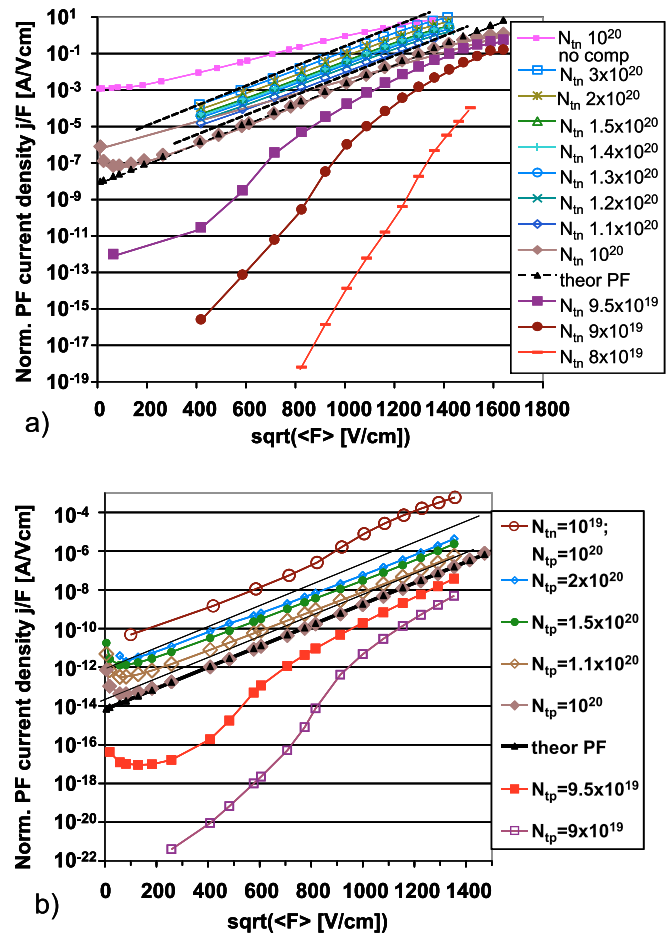 Norm. PF current density j/F [A/Vcm]
10^1
10^-1
10^-3
10^-5
10^-7
10^-9
10^-11
10^-13
10^-15
10^-17
10^-19
0 200 400 600 800 1000 1200 1400 1600 1800
sqrt(<F> [V/cm])
a)
N_tn 10^20
no comp
N_tn 3x10^20
N_tn 2x10^20
N_tn 1.5x10^20
N_tn 1.4x10^20
N_tn 1.3x10^20
N_tn 1.2x10^20
N_tn 1.1x10^20
N_tn 10^20
theor PF
N_tn 9.5x10^19
N_tn 9x10^19
N_tn 8x10^19
Norm. PF current density j/F [A/Vcm]
10^-4
10^-6
10^-8
10^-10
10^-12
10^-14
10^-16
10^-18
10^-20
10^-22
0 200 400 600 800 1000 1200 1400
sqrt(<F> [V/cm])
b)
N_tn=10^19;
N_tp=10^20
N_tp=2x10^20
N_tp=1.5x10^20
N_tp=1.1x10^20
N_tp=10^20
theor PF
N_tp=9.5x10^19
N_tp=9x10^19